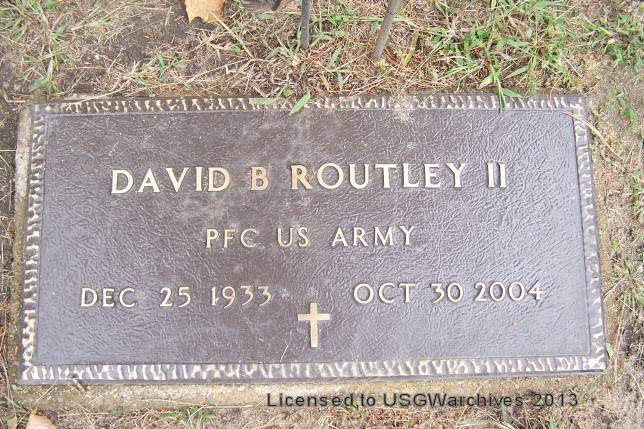 DAVID B ROUTLEY II
PFC US ARMY
DEC 25 1933 OCT 30 2004
Licensed to USGWarchives 2013